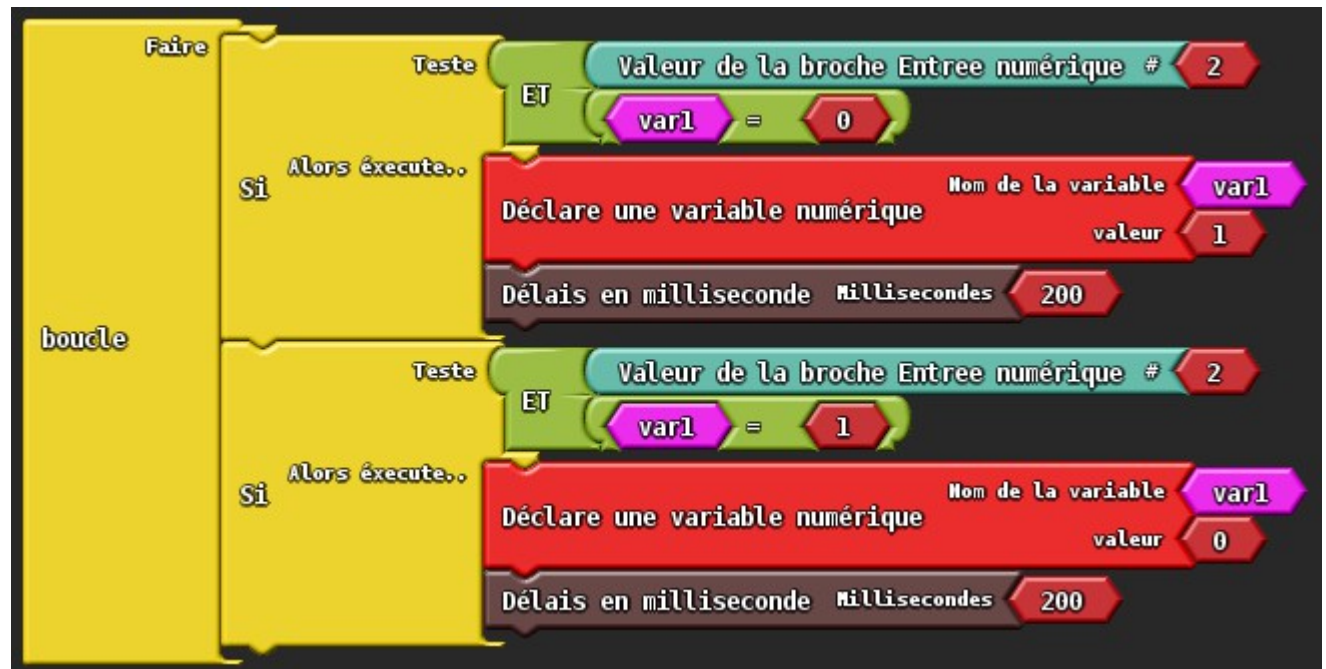 Faire
Teste
ET
Valeur de la broche Entree numérique # 2
var1 = 0
Si
Alors éxecute..
Déclare une variable numérique
Nom de la variable var1
valeur 1
Délais en milliseconde Millisecondes 200
boucle
Teste
ET
Valeur de la broche Entree numérique # 2
var1 = 1
Si
Alors éxecute..
Déclare une variable numérique
Nom de la variable var1
valeur 0
Délais en milliseconde Millisecondes 200